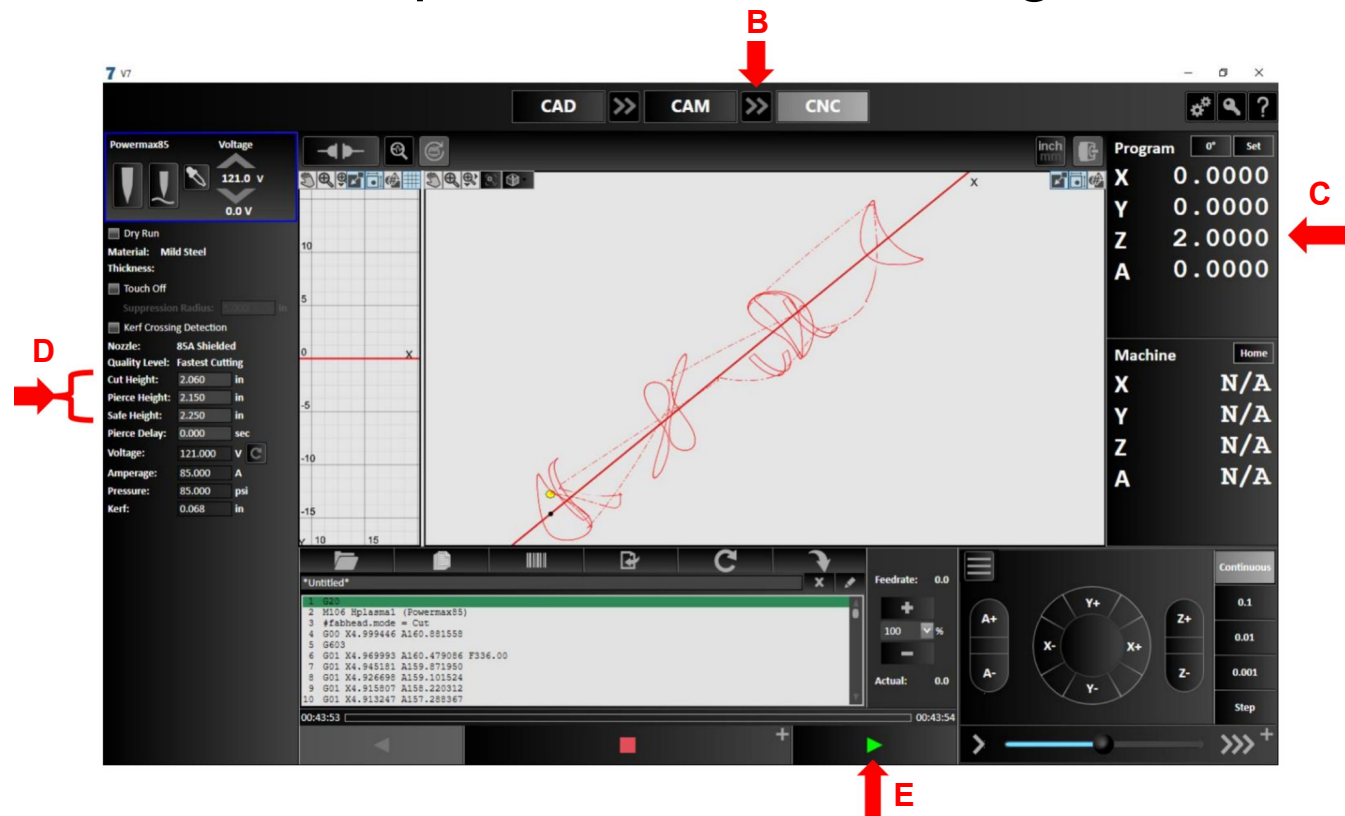 B
7 V7
CAD >> CAM >> CNC
?
Powermax85 Voltage
121.0 V
0.0 V
Dry Run
Material: Mild Steel
Thickness:
Touch Off
Suppression Radius: in
Kerf Crossing Detection
Nozzle: 85A Shielded
Quality Level: Fastest Cutting
D
Cut Height: 2.060 in
Pierce Height: 2.150 in
Safe Height: 2.250 in
Pierce Delay: 0.000 sec
Voltage: 121.000 V
Amperage: 85.000 A
Pressure: 85.000 psi
Kerf: 0.068 in
10
5
0 X
-5
-10
-15
Y 10 15
X
inch
mm
Program 0° Set
X 0.0000
Y 0.0000
Z 2.0000
A 0.0000
C
Machine Home
X N/A
Y N/A
Z N/A
A N/A
*Untitled* X
1 G20
2 M106 Hplasma1 (Powermax85)
3 #fabhead.mode = Cut
4 G00 X4.999446 A160.881558
5 G603
6 G01 X4.969993 A160.479086 F336.00
7 G01 X4.945181 A159.871950
8 G01 X4.926698 A159.101524
9 G01 X4.915807 A158.220312
10 G01 X4.913247 A157.288367
00:43:53 00:43:54
Feedrate: 0.0
+
100 %
−
Actual: 0.0
A+
A-
Y+
X- X+
Y-
Z+
Z-
Continuous
0.1
0.01
0.001
Step
> >>> +
+
E